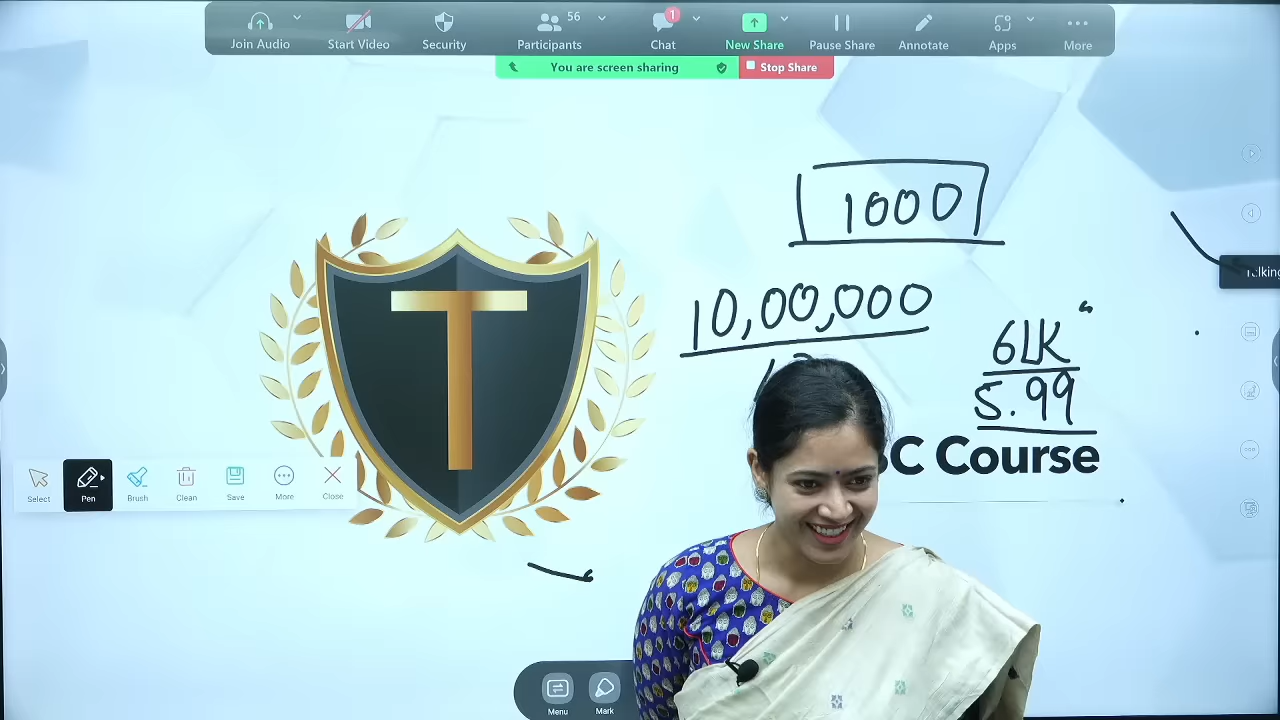 Join Audio
Start Video
Security
Participants
56
Chat
1
New Share
Pause Share
Annotate
Apps
More
You are screen sharing
Stop Share
1000
10,00,000
6LK
5.99
C Course
T
Select
Pen
Brush
Clean
Save
More
Close
Menu
Mark